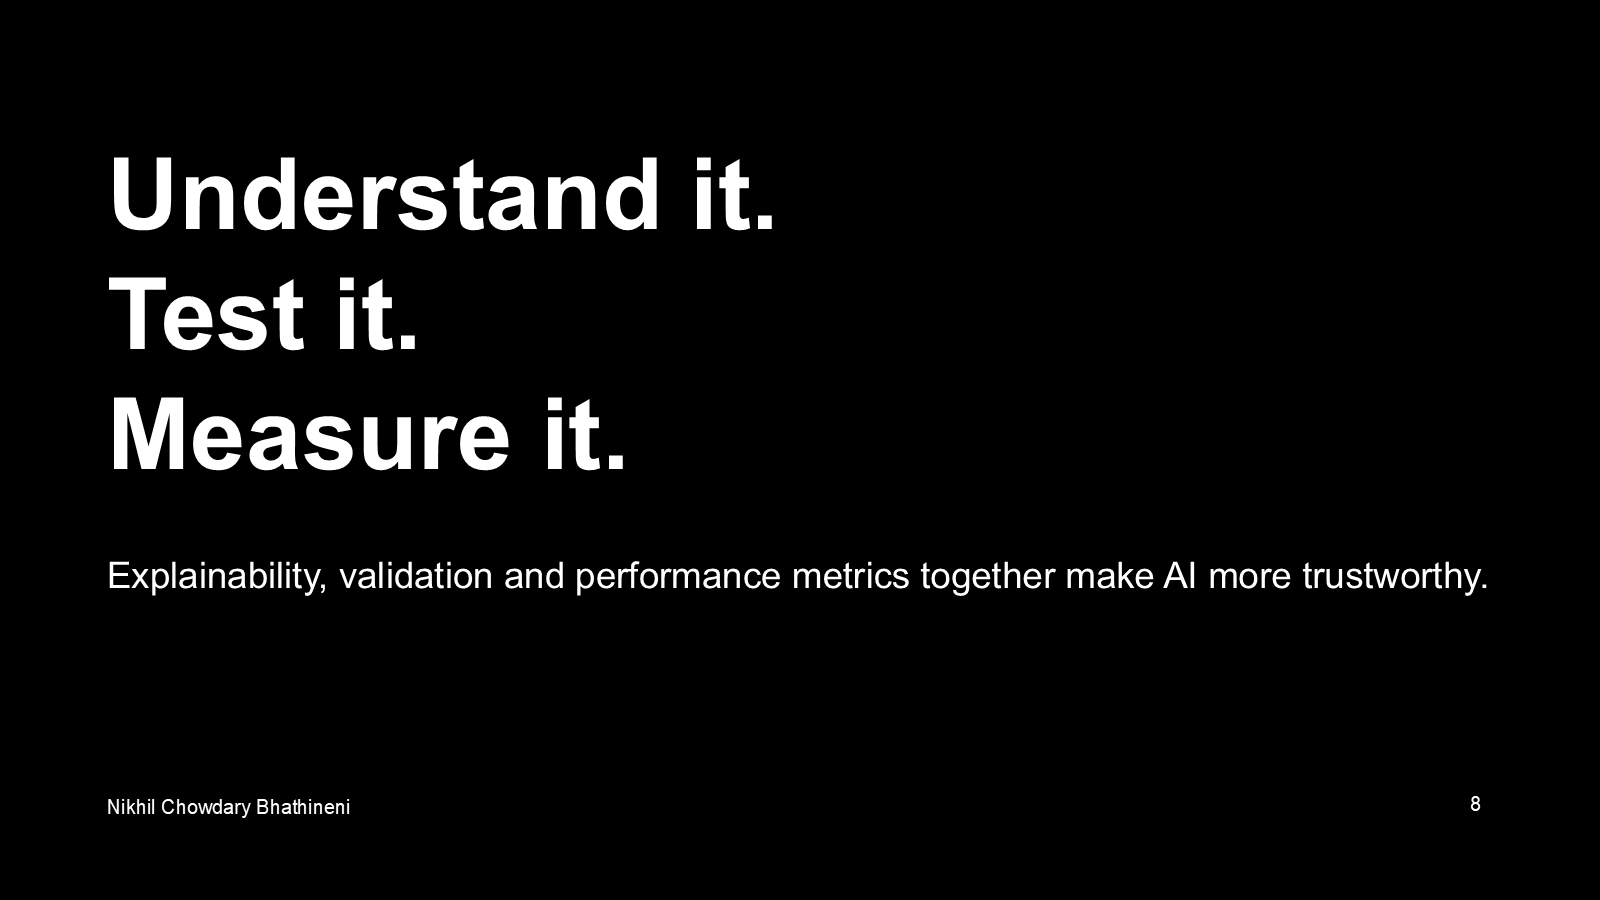 Understand it.
Test it.
Measure it.
Explainability, validation and performance metrics together make AI more trustworthy.
Nikhil Chowdary Bhathineni
8